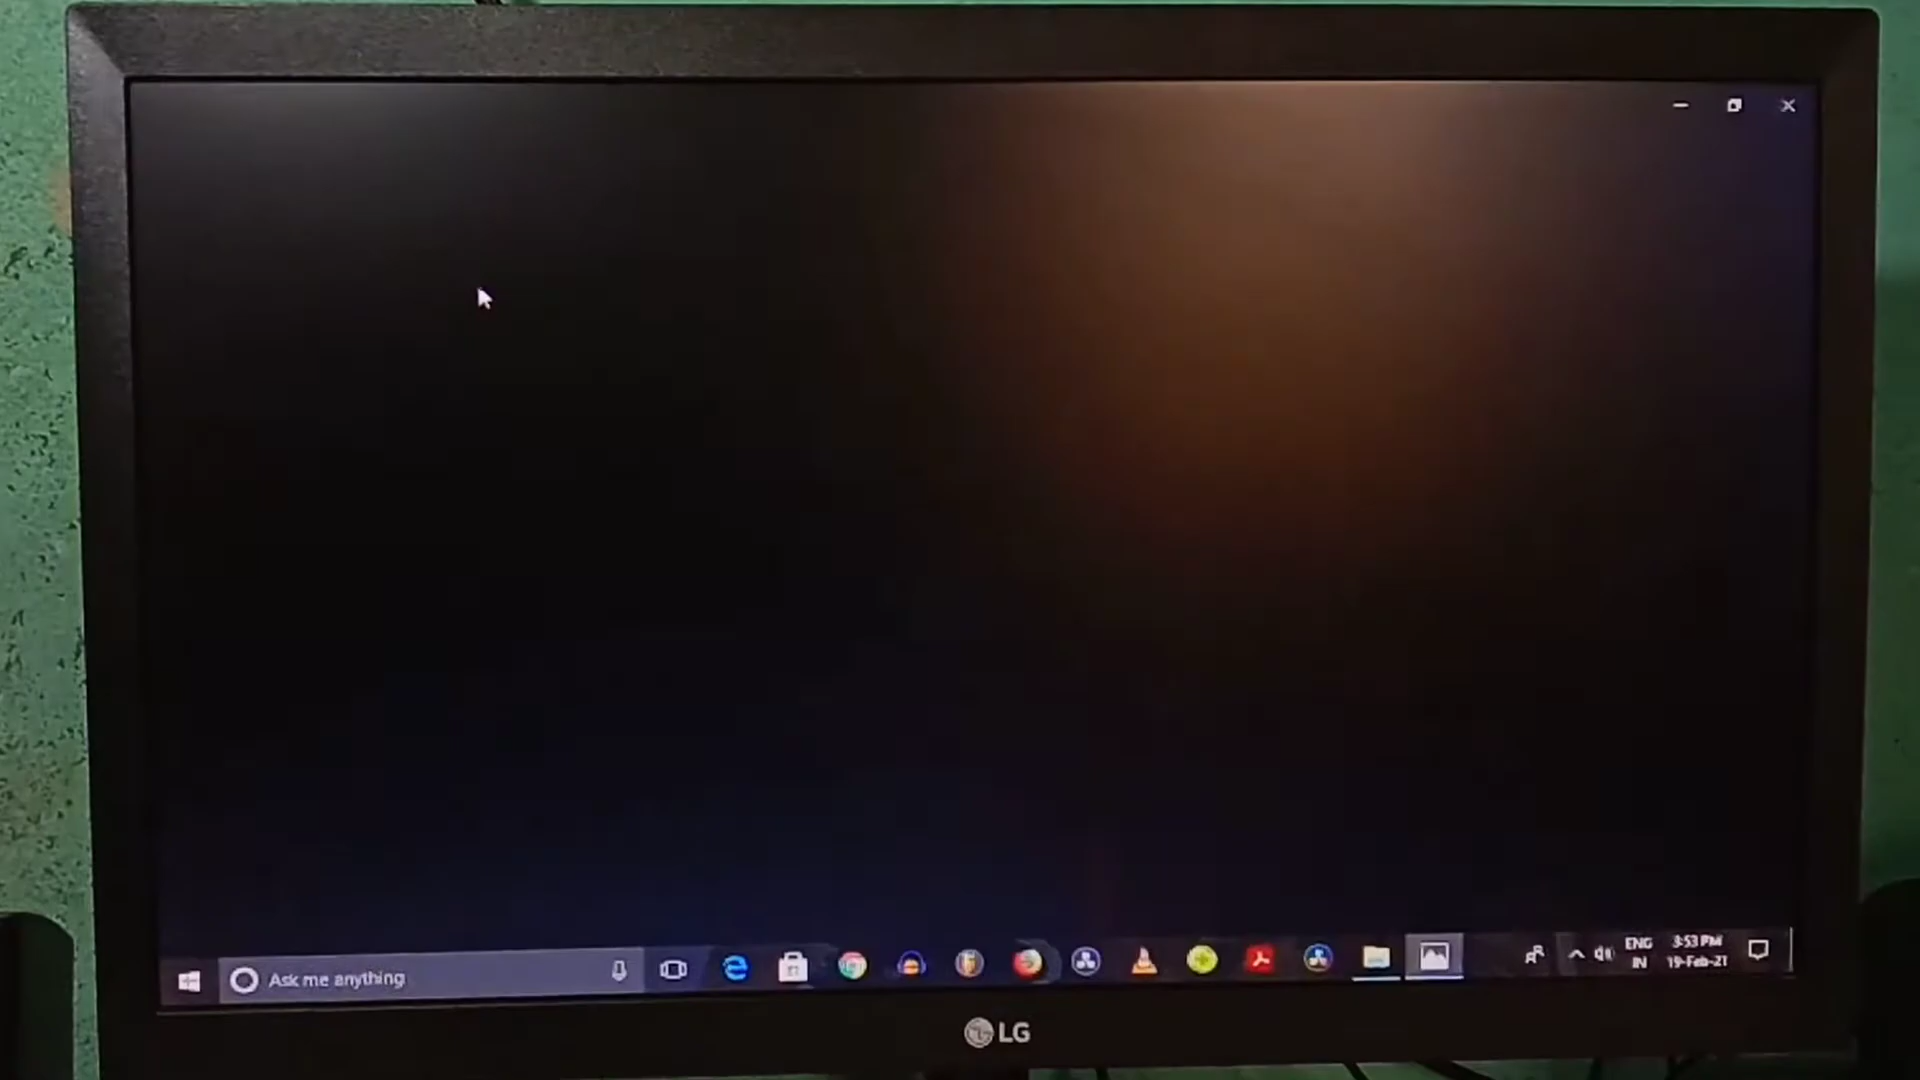 Ask me anything
ENG
IN
3:53 PM
19-Feb-21
LG